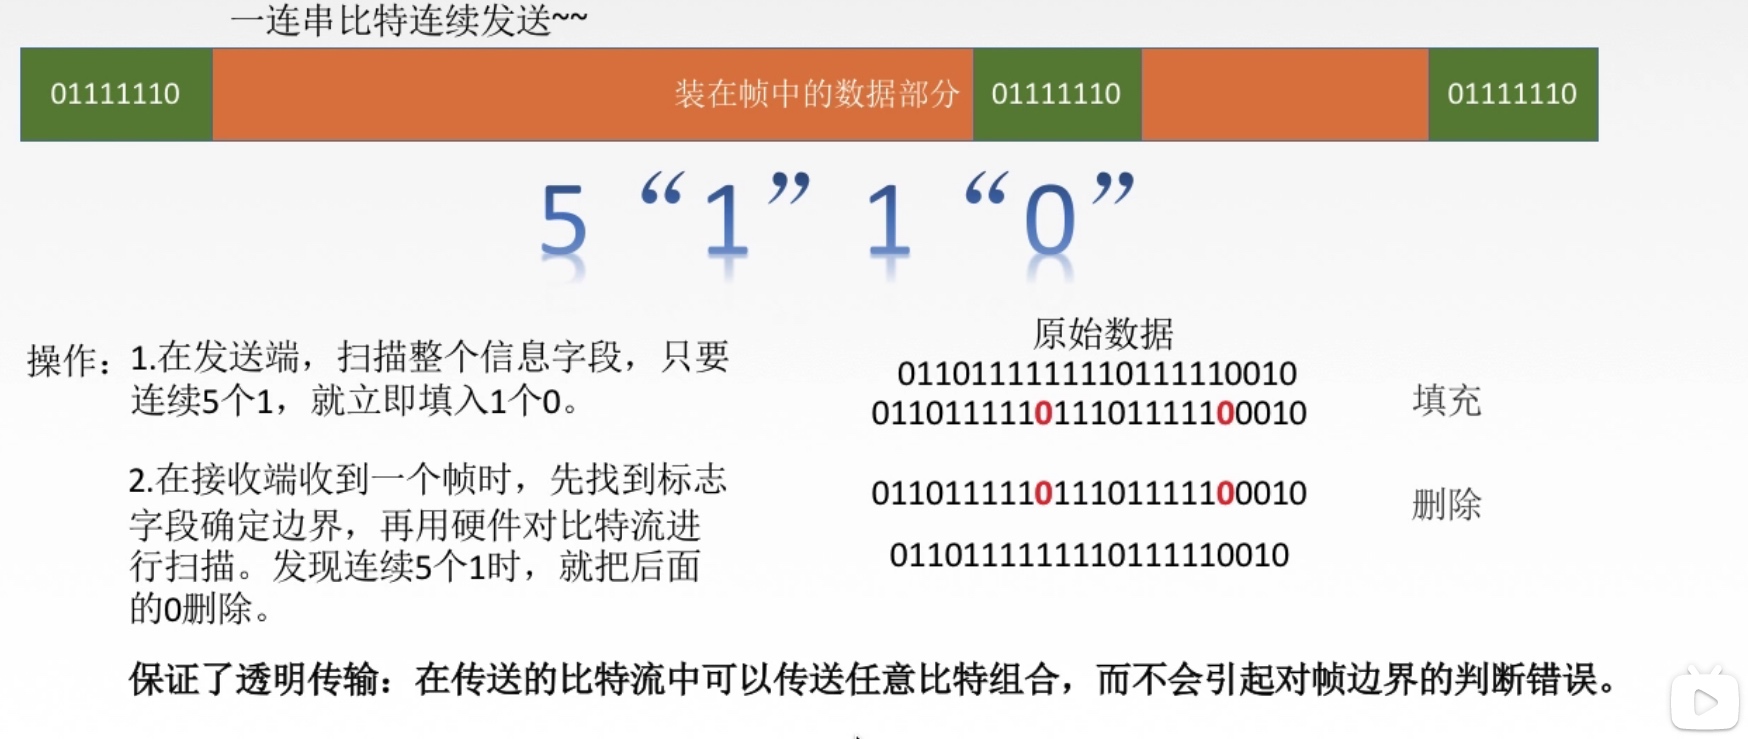 一连串比特连续发送~~
01111110
装在帧中的数据部分
01111110
01111110
5 “1” 1 “0”
操作：
1.在发送端，扫描整个信息字段，只要
连续5个1，就立即填入1个0。
2.在接收端收到一个帧时，先找到标志
字段确定边界，再用硬件对比特流进
行扫描。发现连续5个1时，就把后面
的0删除。
原始数据
0110111111110111110010
011011111011101111100010
填充
011011111011101111100010
删除
0110111111110111110010
保证了透明传输：在传送的比特流中可以传送任意比特组合，而不会引起对帧边界的判断错误。